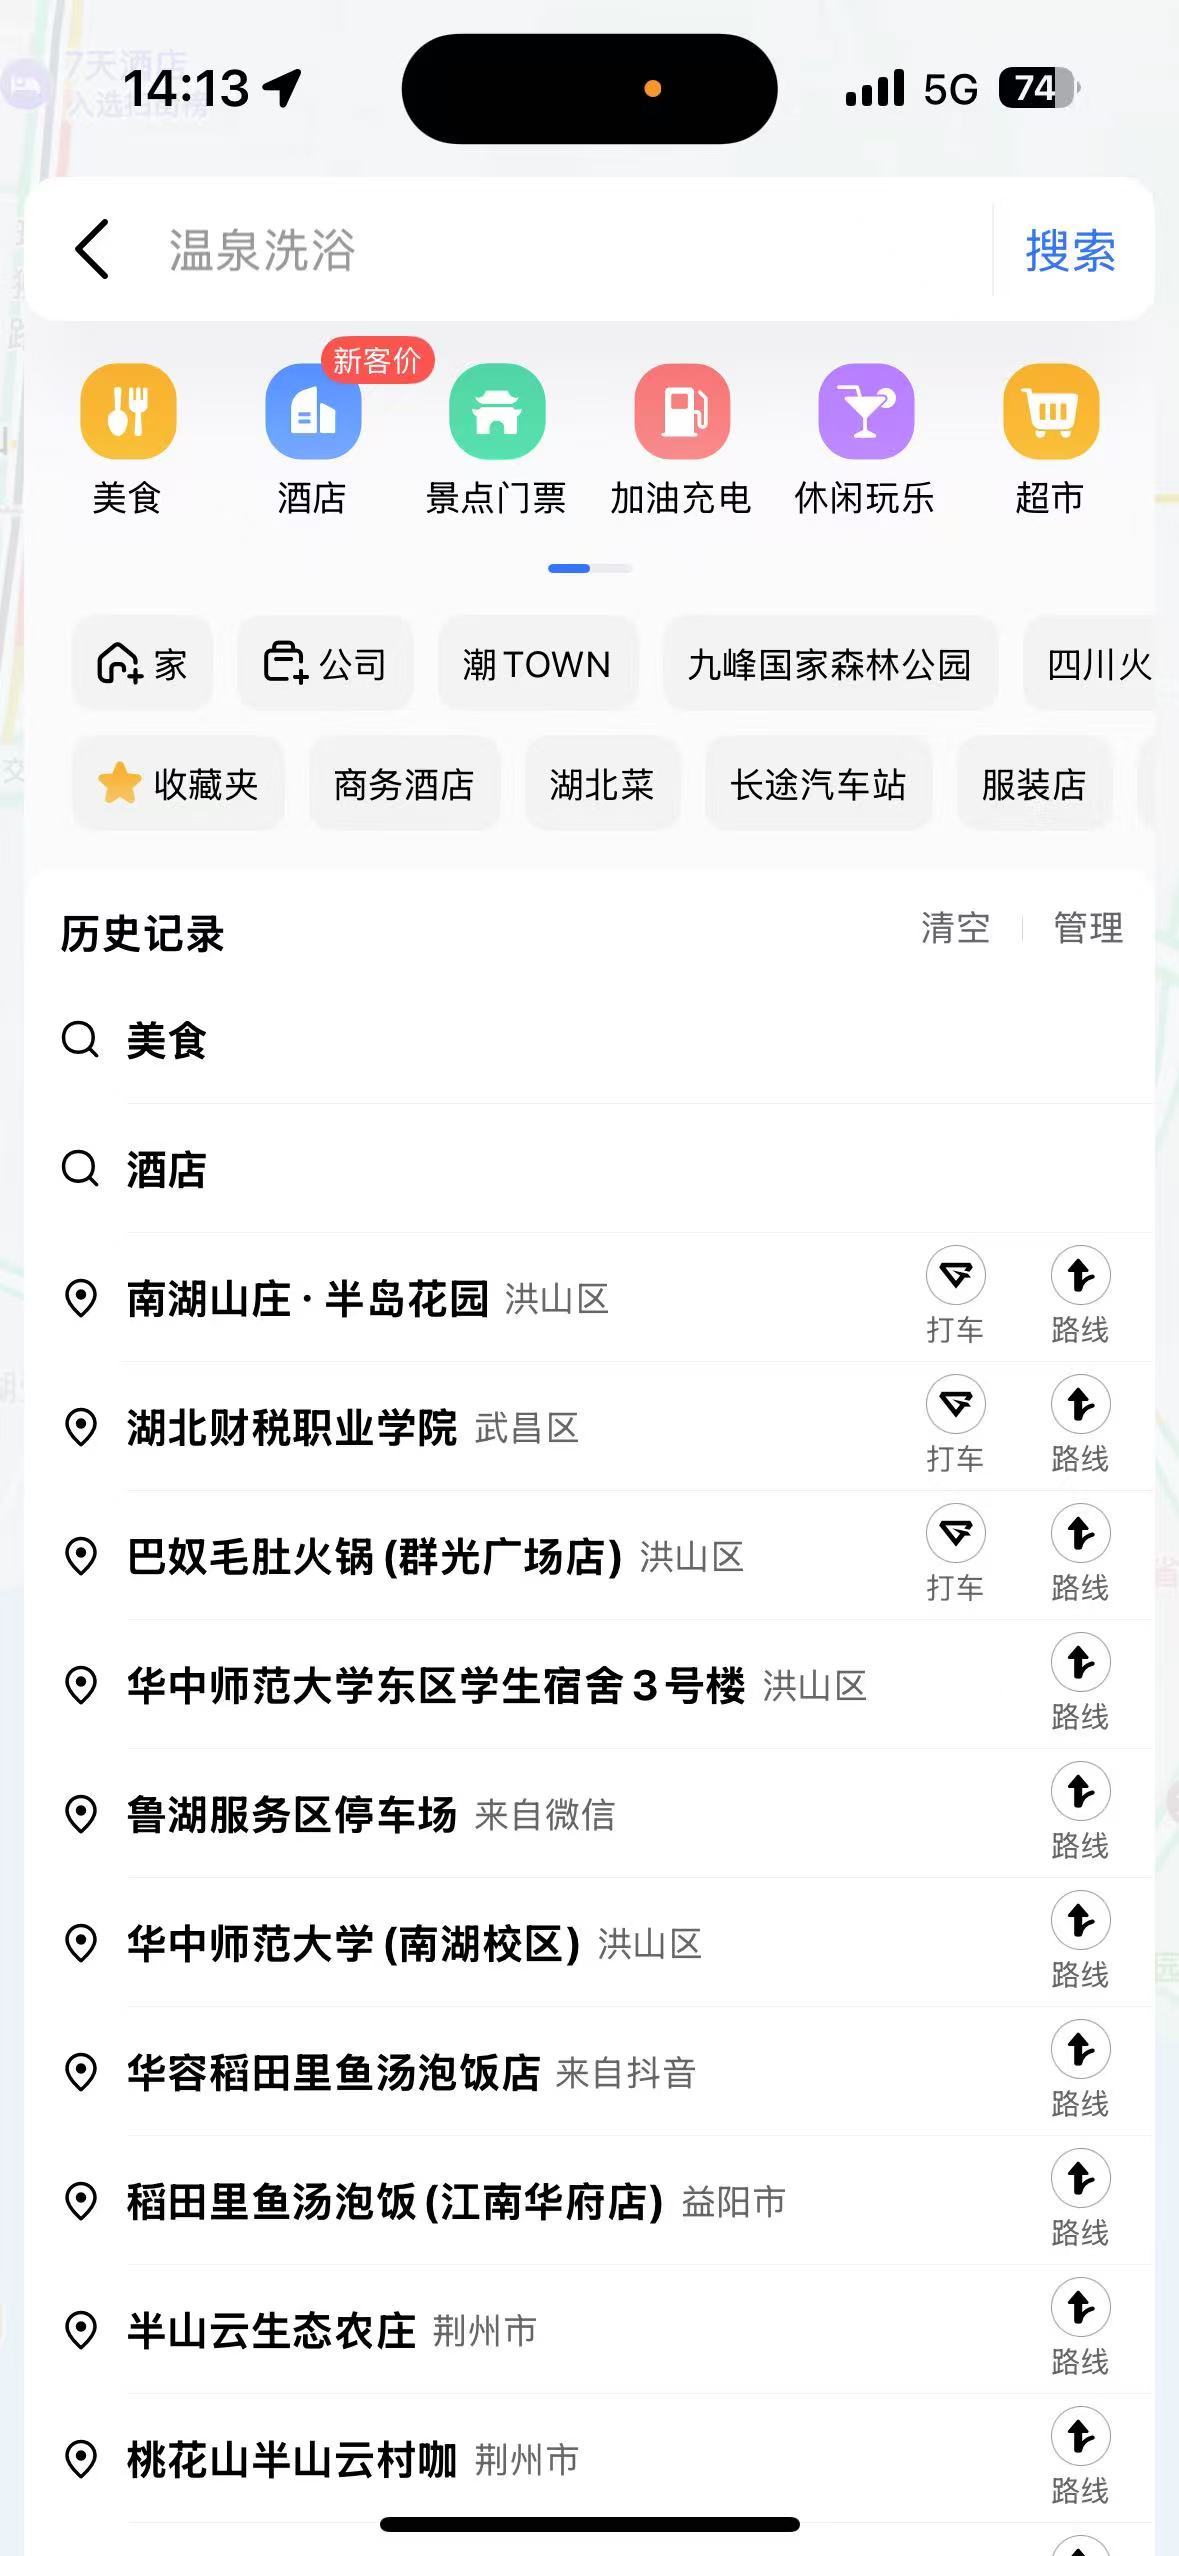 7天酒店
14:13
5G
74
温泉洗浴
搜索
新客价
美食
酒店
景点门票
加油充电
休闲玩乐
超市
家
公司
潮TOWN
九峰国家森林公园
四川火
收藏夹
商务酒店
湖北菜
长途汽车站
服装店
历史记录
清空
管理
美食
酒店
南湖山庄·半岛花园 洪山区
打车
路线
湖北财税职业学院 武昌区
打车
路线
巴奴毛肚火锅(群光广场店) 洪山区
打车
路线
华中师范大学东区学生宿舍3号楼 洪山区
路线
鲁湖服务区停车场 来自微信
路线
华中师范大学(南湖校区) 洪山区
路线
华容稻田里鱼汤泡饭店 来自抖音
路线
稻田里鱼汤泡饭(江南华府店) 益阳市
路线
半山云生态农庄 荆州市
路线
桃花山半山云村咖 荆州市
路线